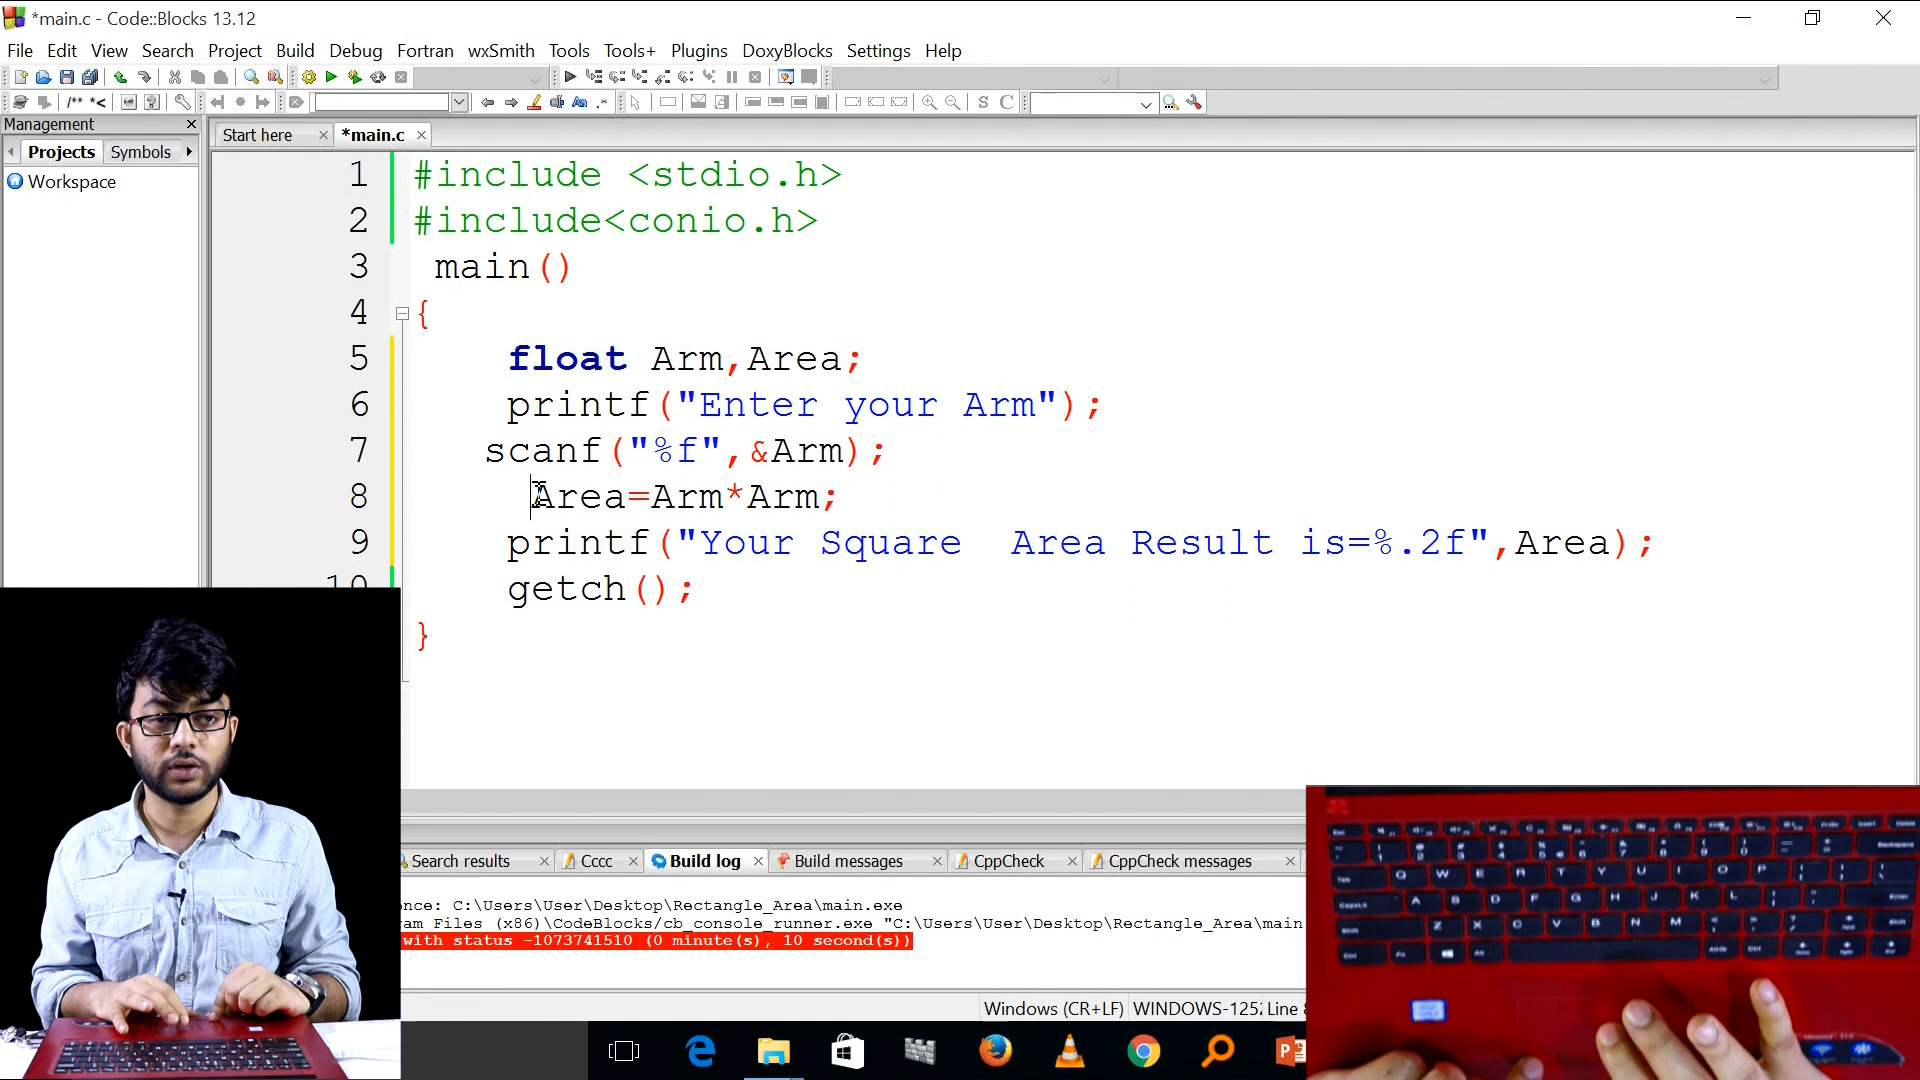 *main.c - Code::Blocks 13.12
File Edit View Search Project Build Debug Fortran wxSmith Tools Tools+ Plugins DoxyBlocks Settings Help
/** *<
S C
Management
Start here *main.c
Projects Symbols
Workspace
1 #include <stdio.h>
2 #include<conio.h>
3 main()
4 {
5 float Arm,Area;
6 printf("Enter your Arm");
7 scanf("%f",&Arm);
8 Area=Arm*Arm;
9 printf("Your Square  Area Result is=%.2f",Area);
10 getch();
}
Search results Cccc Build log Build messages CppCheck CppCheck messages
once: C:\Users\User\Desktop\Rectangle_Area\main.exe
ram Files (x86)\CodeBlocks/cb_console_runner.exe "C:\Users\User\Desktop\Rectangle_Area\main
with status -1073741510 (0 minute(s), 10 second(s))
Windows (CR+LF) WINDOWS-1252 Line 8
Q W E R T Y U I O P
A S D F G H J K L
Z X C V B N M